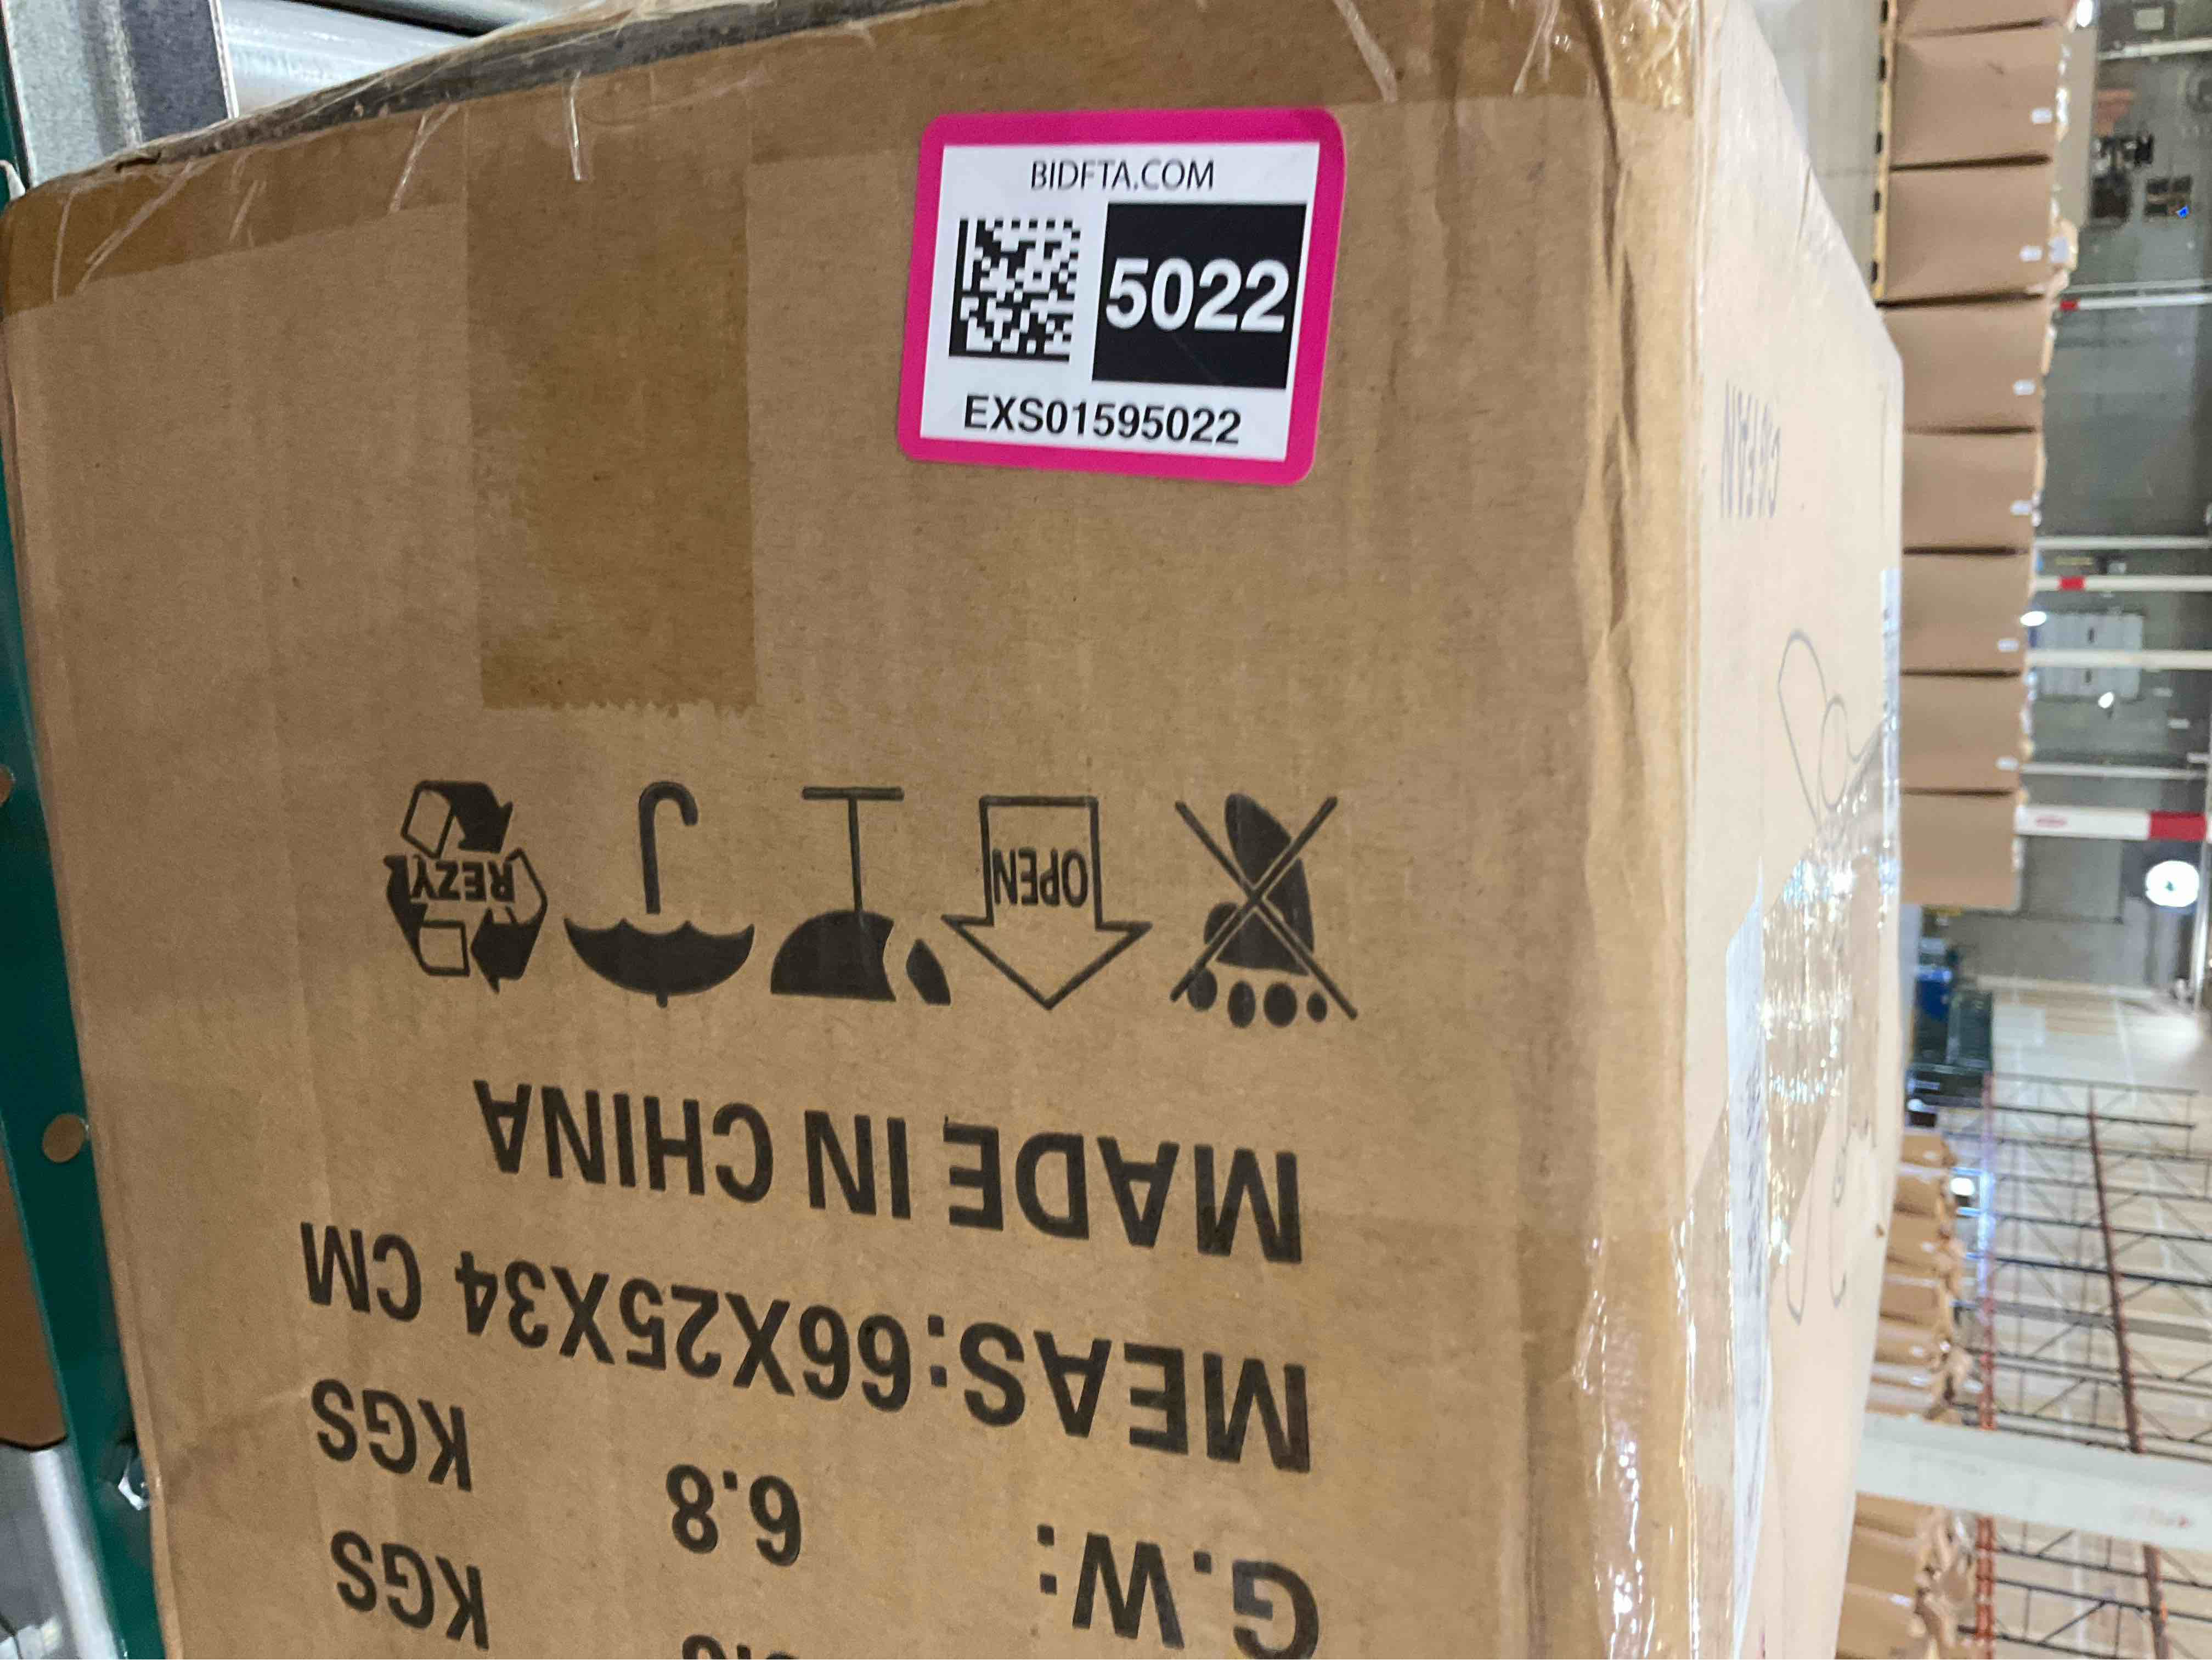 BIDFTA.COM
5022
EXS01595022
KGS
G.W: 6.8 KGS
MEAS:66X25X34 CM
MADE IN CHINA
OPEN
REZY